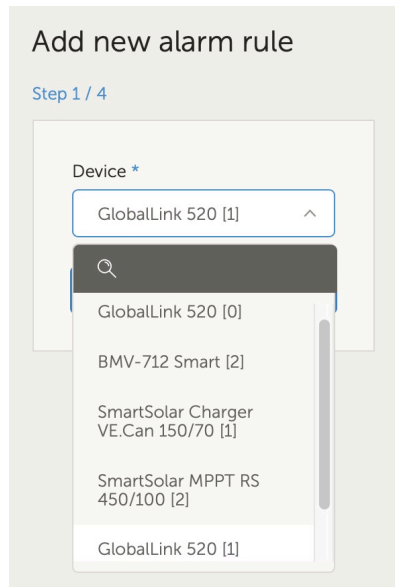 Add new alarm rule
Step 1 / 4
Device *
GlobalLink 520 [1]
GlobalLink 520 [0]
BMV-712 Smart [2]
SmartSolar Charger
VE.Can 150/70 [1]
SmartSolar MPPT RS
450/100 [2]
GlobalLink 520 [1]